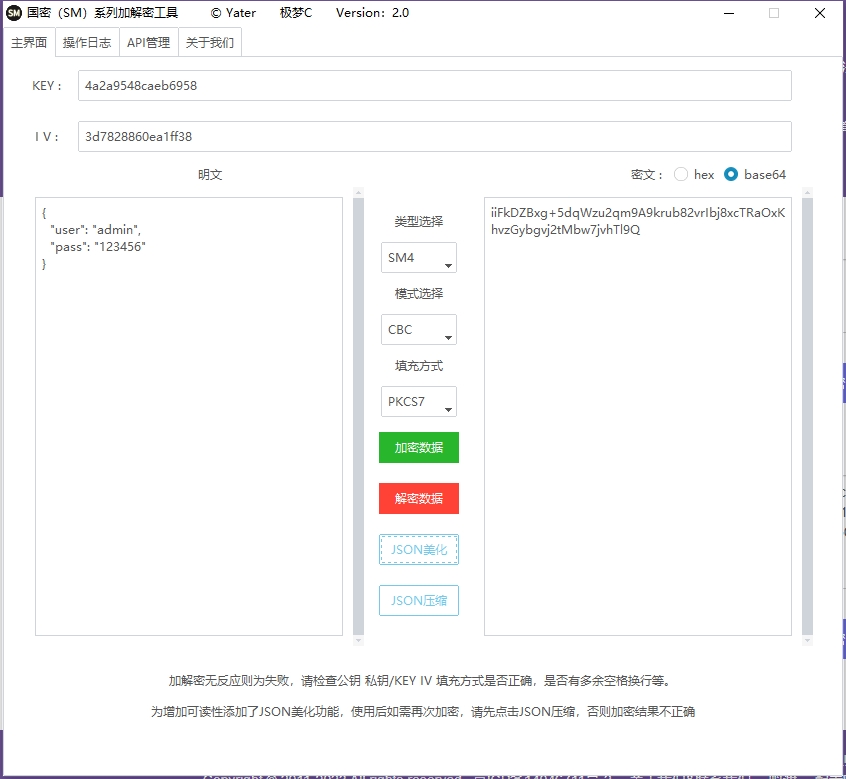 SM 国密（SM）系列加解密工具 © Yater 极梦C Version：2.0
主界面 操作日志 API管理 关于我们
KEY： 4a2a9548caeb6958
I V： 3d7828860ea1ff38
明文 密文： hex base64
{
"user": "admin",
"pass": "123456"
}
类型选择
SM4
模式选择
CBC
填充方式
PKCS7
加密数据
解密数据
JSON美化
JSON压缩
iiFkDZBxg+5dqWzu2qm9A9krub82vrIbj8xcTRaOxK
hvzGybgvj2tMbw7jvhTl9Q
加解密无反应则为失败，请检查公钥 私钥/KEY IV 填充方式是否正确，是否有多余空格换行等。
为增加可读性添加了JSON美化功能，使用后如需再次加密，请先点击JSON压缩，否则加密结果不正确